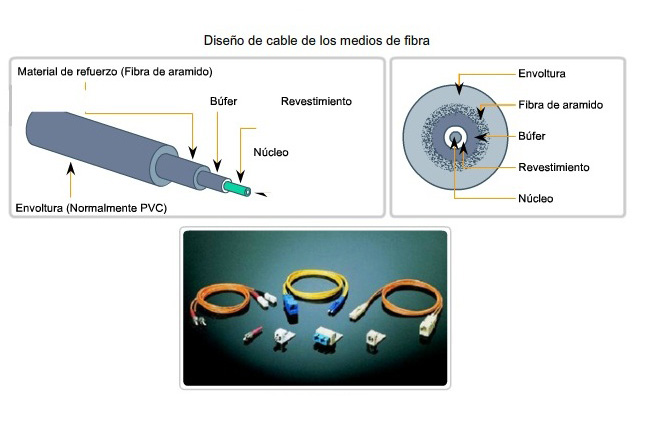 Diseño de cable de los medios de fibra
Material de refuerzo (Fibra de aramido)
Búfer
Revestimiento
Núcleo
Envoltura (Normalmente PVC)
Envoltura
Fibra de aramido
Búfer
Revestimiento
Núcleo